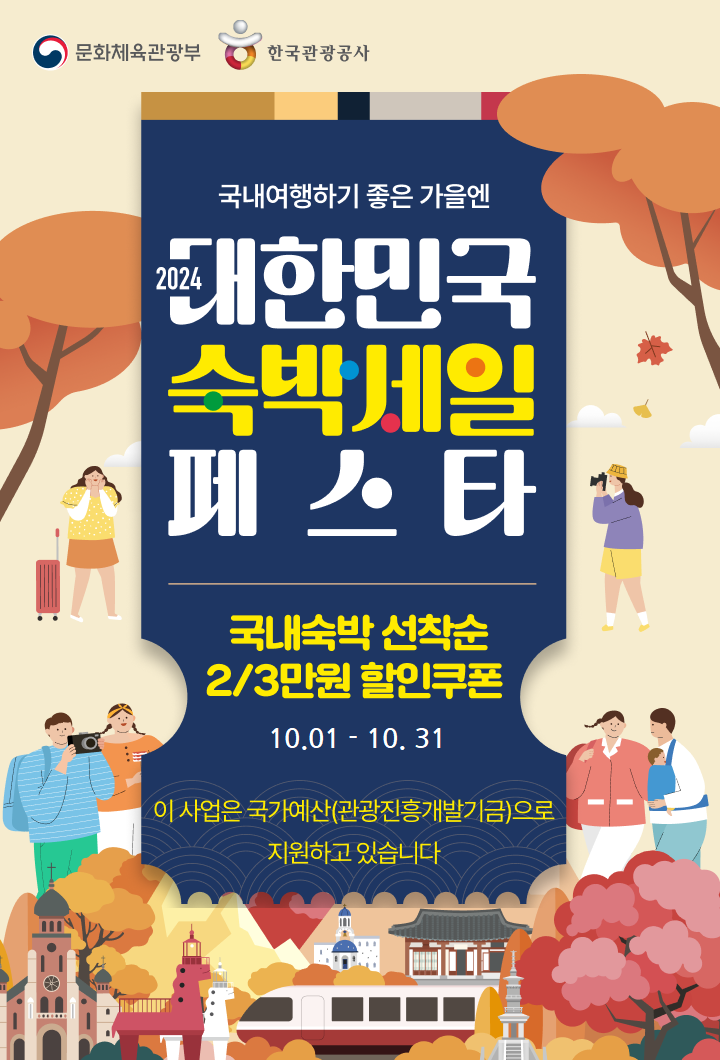 문화체육관광부 한국관광공사
국내여행하기 좋은 가을엔
2024 대한민국
숙박세일
페스타
국내숙박 선착순
2/3만원 할인쿠폰
10.01 - 10. 31
이 사업은 국가예산(관광진흥개발기금)으로
지원하고 있습니다